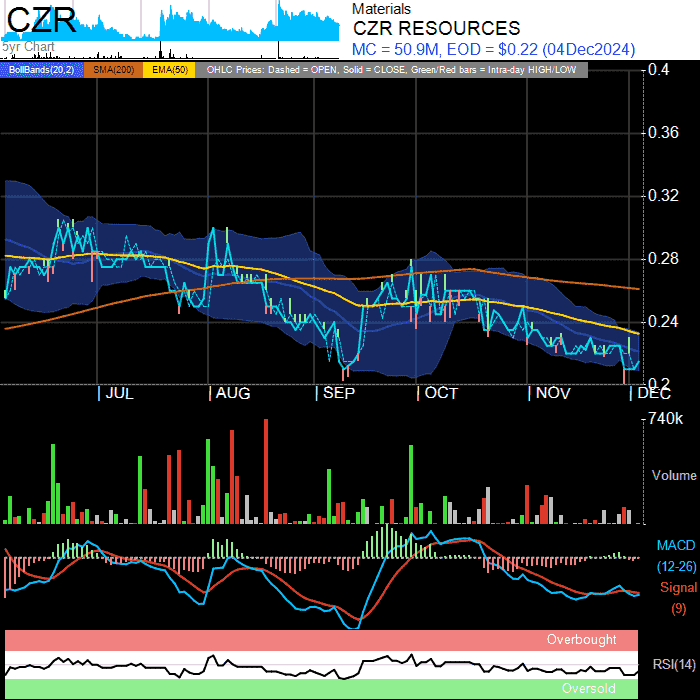 CZR
5yr Chart
Materials
CZR RESOURCES
MC = 50.9M, EOD = $0.22 (04Dec2024)
BollBands(20,2) SMA(200) EMA(50) OHLC Prices: Dashed = OPEN, Solid = CLOSE, Green/Red bars = Intra-day HIGH/LOW
0.4
0.36
0.32
0.28
0.24
0.2
JUL AUG SEP OCT NOV DEC
740k
Volume
MACD
(12-26)
Signal
(9)
Overbought
RSI(14)
Oversold